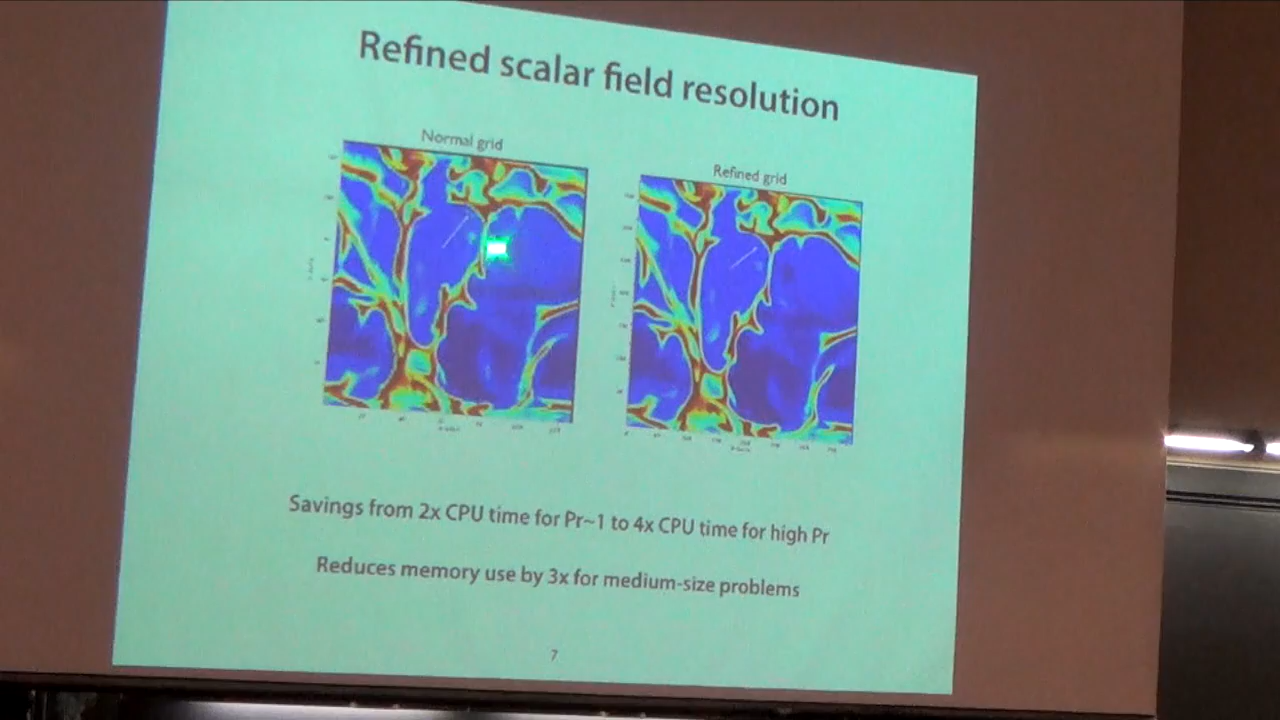 Refined scalar field resolution
Normal grid
Refined grid
Savings from 2x CPU time for Pr~1 to 4x CPU time for high Pr
Reduces memory use by 3x for medium-size problems
7